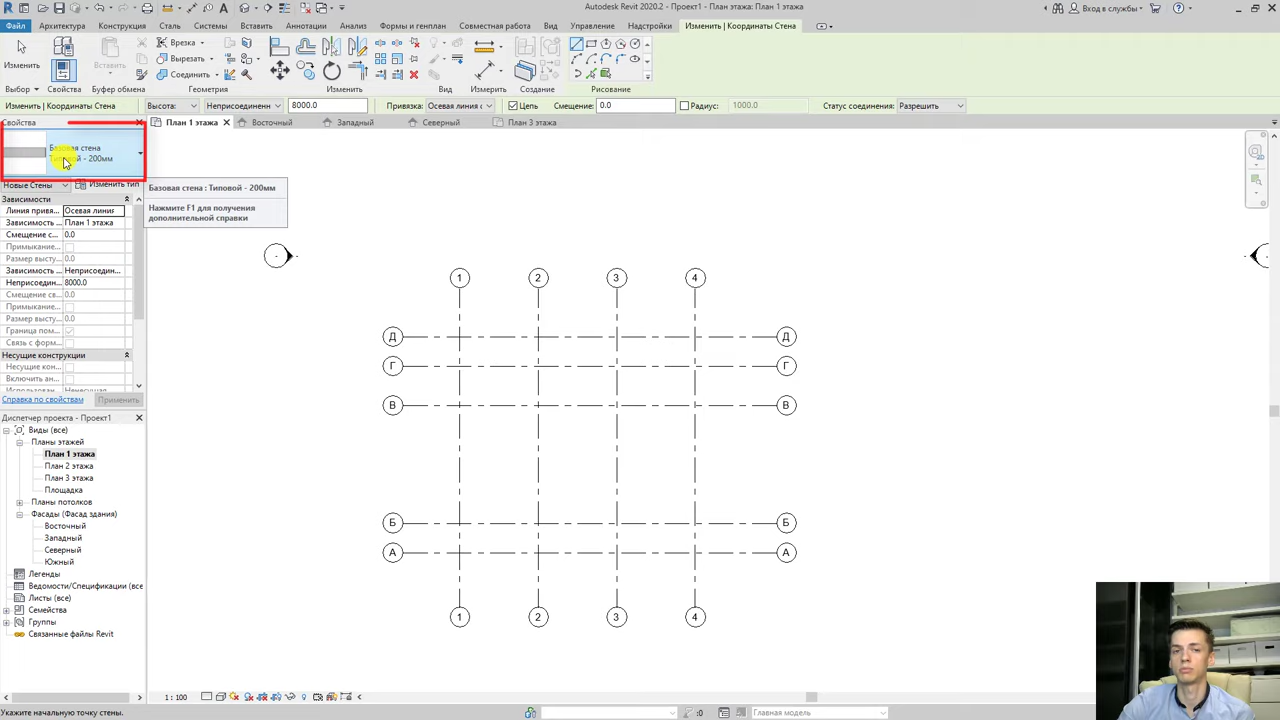 Autodesk Revit 2020.2 - Проект1 - План этажа: План 1 этажа
Вход в службы
Файл Архитектура Конструкция Сталь Системы Вставить Аннотации Анализ Формы и генплан Совместная работа Вид Управление Надстройки Изменить | Координаты Стена
Изменить
Вставить
Врезка
Вырезать
Соединить
Выбор Свойства Буфер обмена Геометрия Изменить Вид Измерить Создание Рисование
Изменить | Координаты Стена Высота: Неприсоединенн 8000.0 Привязка: Осевая линия с Цепь Смещение: 0.0 Радиус: 1000.0 Статус соединения: Разрешить
Свойства
План 1 этажа Восточный Западный Северный План 3 этажа
Базовая стена
Типовой - 200мм
Новые Стены Изменить тип
Базовая стена : Типовой - 200мм
Нажмите F1 для получения
дополнительной справки
Зависимости
Линия привя... Осевая линия
Зависимость ... План 1 этажа
Смещение с... 0.0
Примыкание...
Размер высту... 0.0
Зависимость ... Неприсоединен...
Неприсоедин... 8000.0
Смещение св... 0.0
Примыкание...
Размер высту... 0.0
Граница пом...
Связь с форм...
Несущие конструкции
Несущие кон...
Включить ан...
Использован... Ненесущая
Справка по свойствам Применить
Диспетчер проекта - Проект1
Виды (все)
Планы этажей
План 1 этажа
План 2 этажа
План 3 этажа
Площадка
Планы потолков
Фасады (Фасад здания)
Восточный
Западный
Северный
Южный
Легенды
Ведомости/Спецификации (все
Листы (все)
Семейства
Группы
Связанные файлы Revit
1 2 3 4
Д Д
Г Г
В В
Б Б
А А
1 2 3 4
1 : 100
Укажите начальную точку стены.
:0
Главная модель